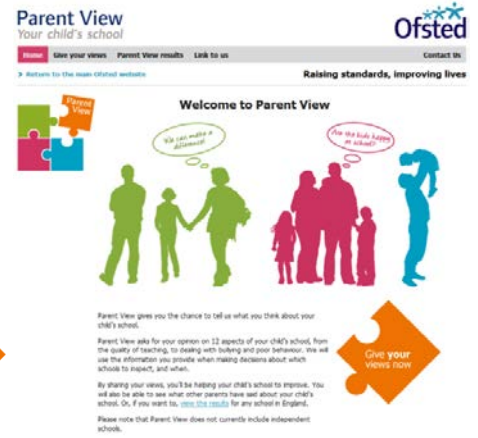 Parent View
Your child's school
Ofsted
Home Give your views Parent View results Link to us Contact Us
Return to the main Ofsted website
Raising standards, improving lives
Parent View
Welcome to Parent View
We can make a difference!
Are the kids happy at school?
Parent View gives you the chance to tell us what you think about your
child's school.
Parent View asks for your opinion on 12 aspects of your child's school, from
the quality of teaching, to dealing with bullying and poor behaviour. We will
use the information you provide when making decisions about which
schools to inspect, and when.
By sharing your views, you'll be helping your child's school to improve. You
will also be able to see what other parents have said about your child's
school. Or, if you want to, view the results for any school in England.
Please note that Parent View does not currently include independent
schools.
Give your
views now